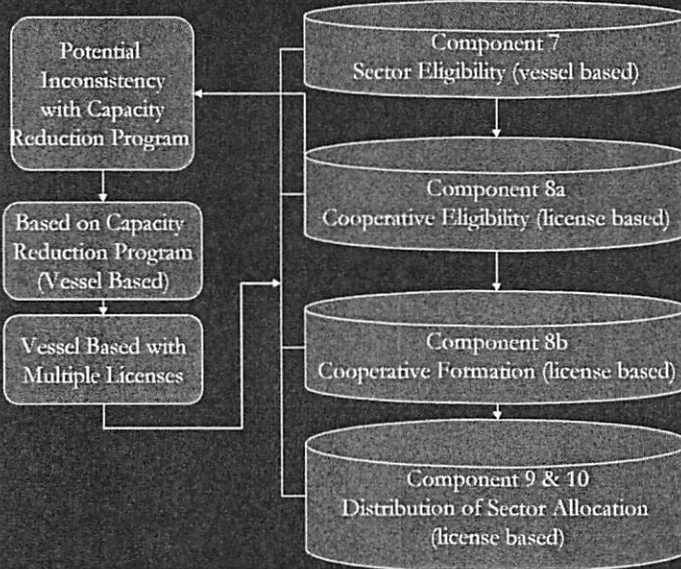 Potential
Inconsistency
with Capacity
Reduction Program
Based on Capacity
Reduction Program
(Vessel Based)
Vessel Based with
Multiple Licenses
Component 7
Sector Eligibility (vessel based)
Component 8a
Cooperative Eligibility (license based)
Component 8b
Cooperative Formation (license based)
Component 9 & 10
Distribution of Sector Allocation
(license based)